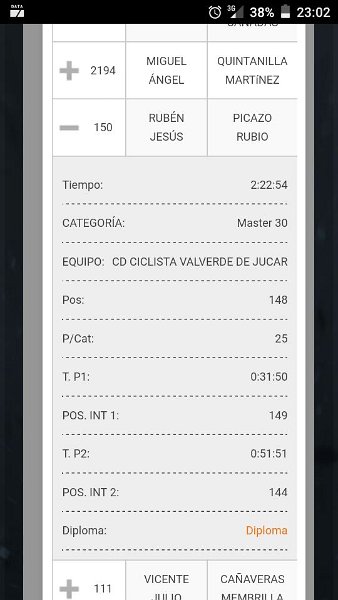 DATA 3G 38% 23:02
2194 MIGUEL ÁNGEL QUINTANILLA MARTíNEZ
150 RUBÉN JESÚS PICAZO RUBIO
Tiempo: 2:22:54
CATEGORÍA: Master 30
EQUIPO: CD CICLISTA VALVERDE DE JUCAR
Pos: 148
P/Cat: 25
T. P1: 0:31:50
POS. INT 1: 149
T. P2: 0:51:51
POS. INT 2: 144
Diploma: Diploma
111 VICENTE JULIO CAÑAVERAS MEMBRILLA